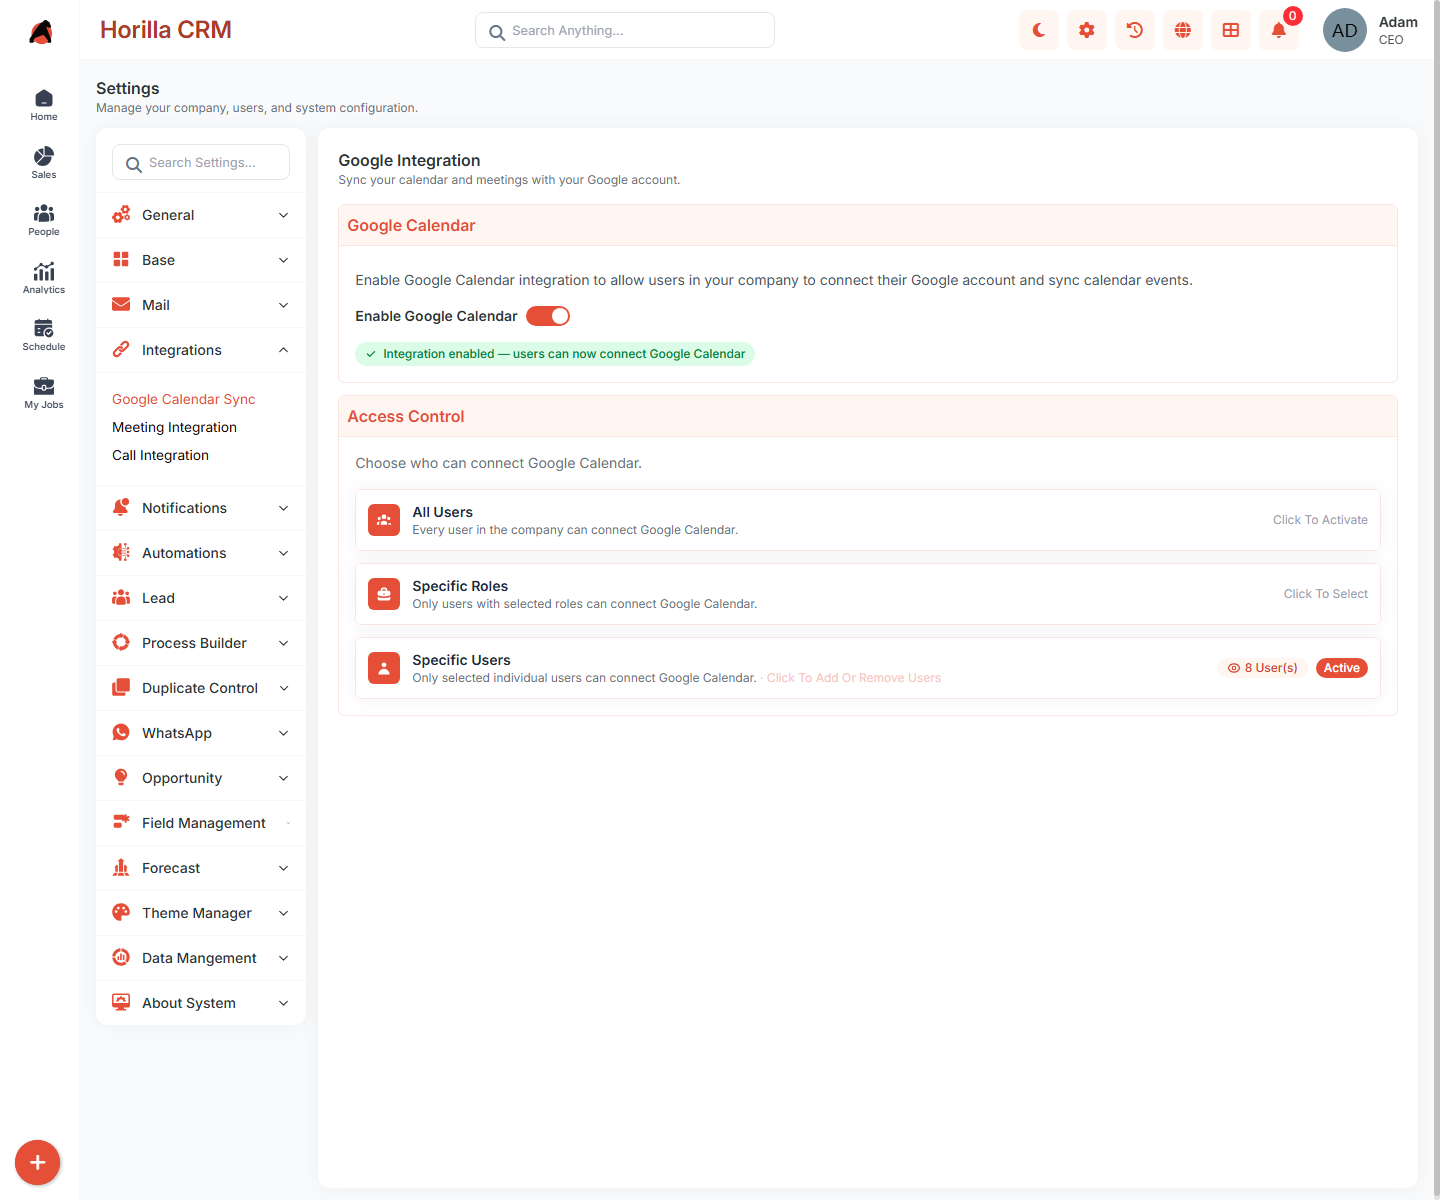 Horilla CRM
Search Anything...
0
AD
Adam
CEO
Home
Sales
People
Analytics
Schedule
My Jobs
Settings
Manage your company, users, and system configuration.
Search Settings...
General
Base
Mail
Integrations
Google Calendar Sync
Meeting Integration
Call Integration
Notifications
Automations
Lead
Process Builder
Duplicate Control
WhatsApp
Opportunity
Field Management
Forecast
Theme Manager
Data Mangement
About System
Google Integration
Sync your calendar and meetings with your Google account.
Google Calendar
Enable Google Calendar integration to allow users in your company to connect their Google account and sync calendar events.
Enable Google Calendar
Integration enabled — users can now connect Google Calendar
Access Control
Choose who can connect Google Calendar.
All Users
Every user in the company can connect Google Calendar.
Click To Activate
Specific Roles
Only users with selected roles can connect Google Calendar.
Click To Select
Specific Users
Only selected individual users can connect Google Calendar. · Click To Add Or Remove Users
8 User(s)
Active